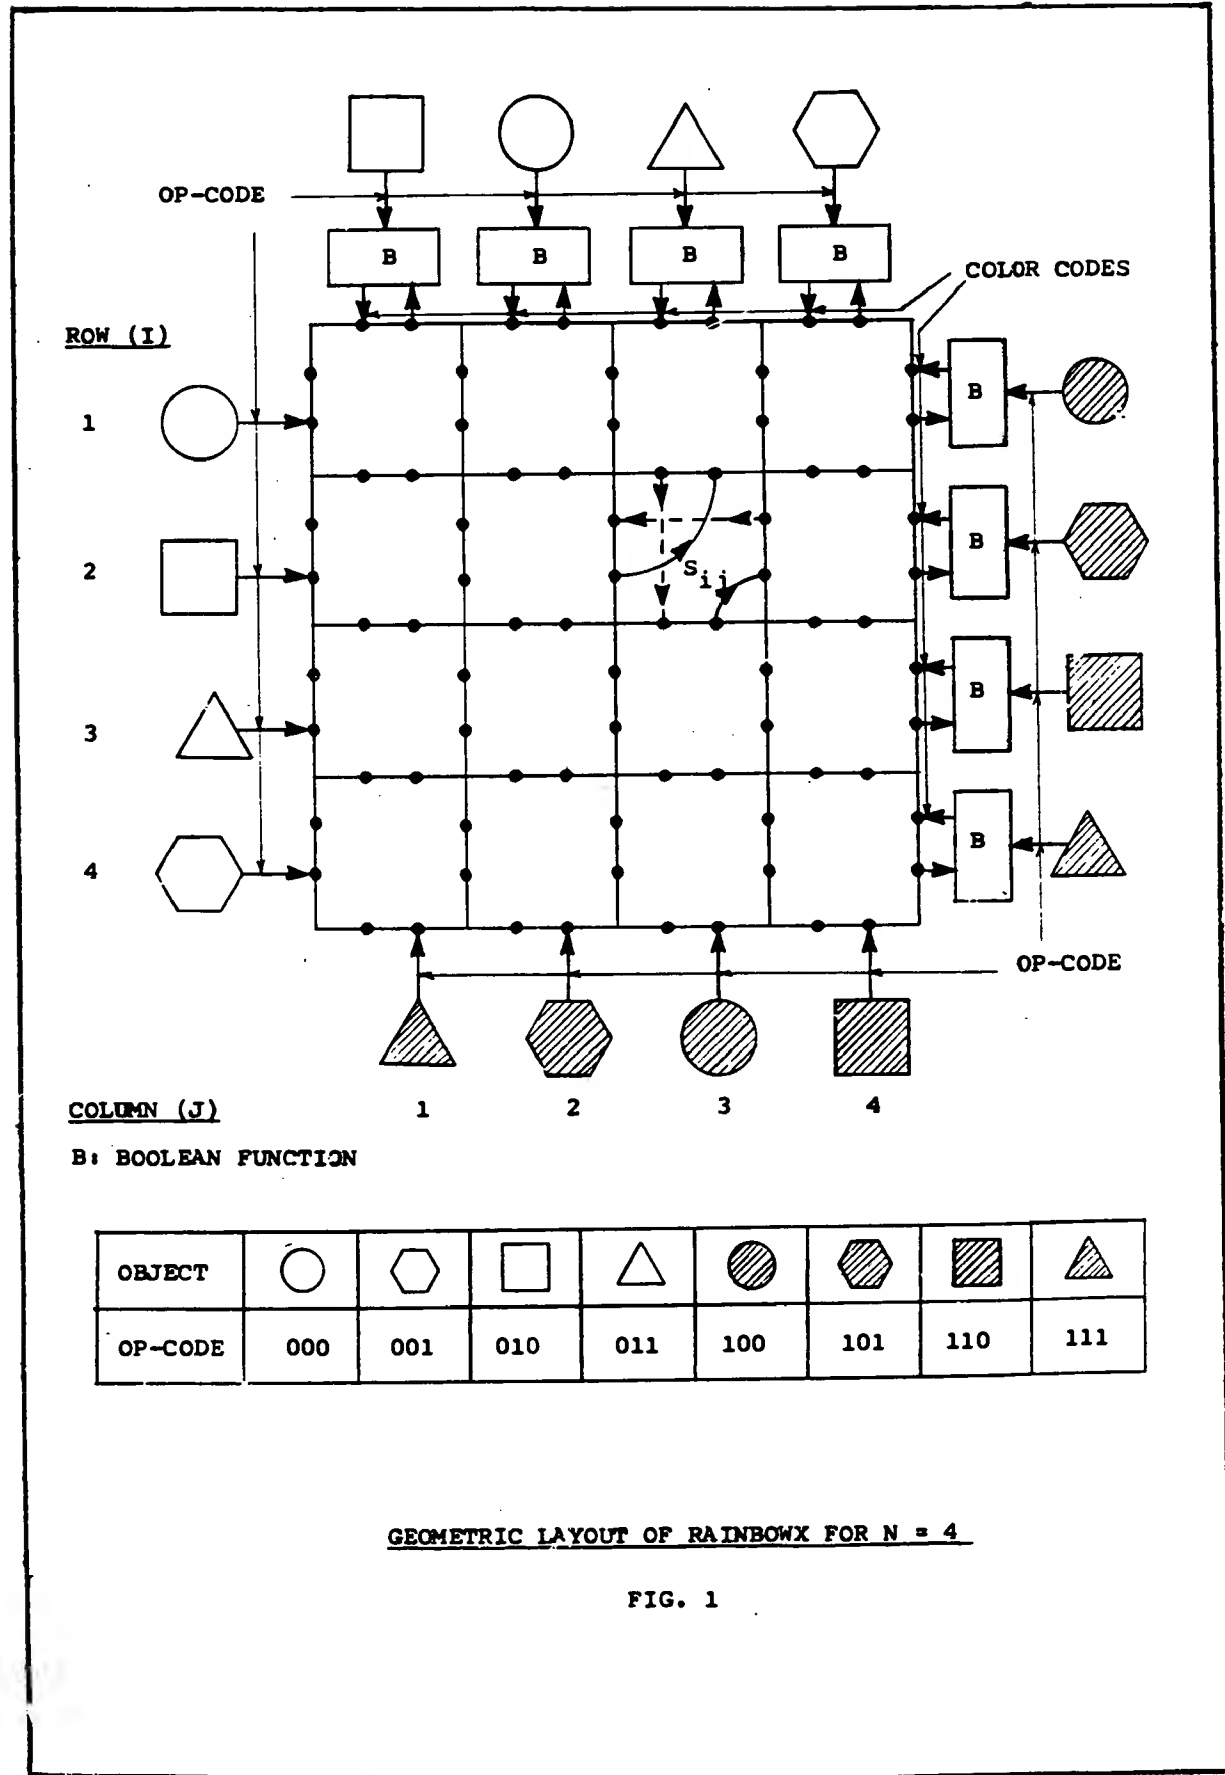 OP-CODE
B B B B
COLOR CODES
ROW (I)
B
1
B
2
S i j
B
3
B
4
OP-CODE
COLUMN (J) 1 2 3 4
B: BOOLEAN FUNCTION
OBJECT
OP-CODE 000 001 010 011 100 101 110 111
GEOMETRIC LAYOUT OF RAINBOWX FOR N = 4
FIG. 1